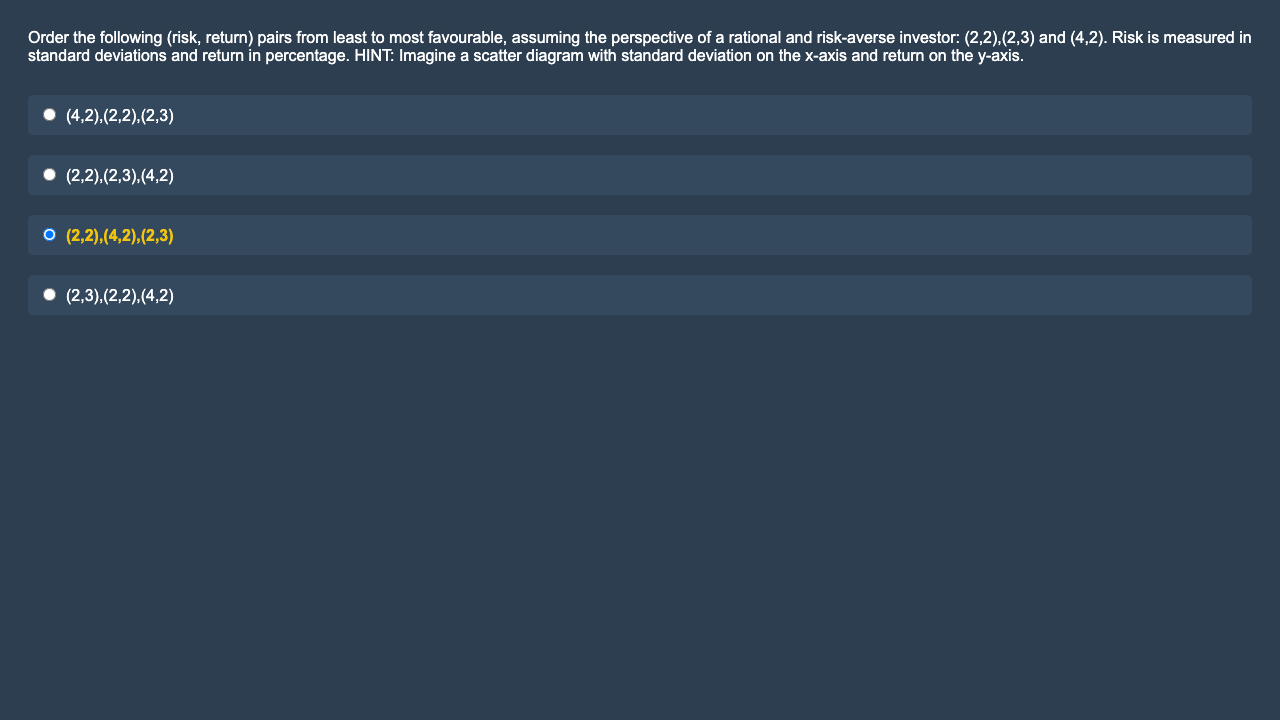 Order the following (risk, return) pairs from least to most favourable, assuming the perspective of a rational and risk-averse investor: (2,2),(2,3) and (4,2). Risk is measured in
standard deviations and return in percentage. HINT: Imagine a scatter diagram with standard deviation on the x-axis and return on the y-axis.
(4,2),(2,2),(2,3)
(2,2),(2,3),(4,2)
(2,2),(4,2),(2,3)
(2,3),(2,2),(4,2)